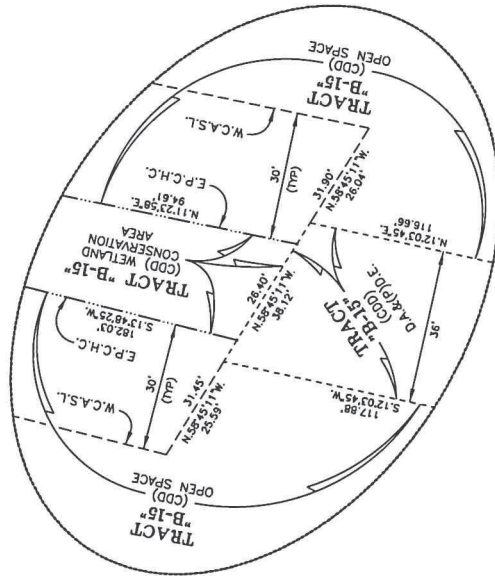 TRACT
"B-15"
(CDD)
OPEN SPACE
W.C.A.S.L.
30'
(TYP)
E.P.C.H.C.
182.03'
S.13°48'25"W.
25.59'
N.58°45'11"W.
31.45'
S.12°03'45"W.
117.88'
36'
TRACT
"B-15"
(CDD)
D.A.&(P)D.E.
38.12'
N.58°45'11"W.
26.40'
TRACT "B-15"
(CDD) WETLAND
CONSERVATION
AREA
94.61'
N.11°23'58"E.
E.P.C.H.C.
30'
(TYP)
W.C.A.S.L.
26.04'
N.58°45'11"W.
31.90'
116.66'
N.12°03'45"E.
TRACT
"B-15"
(CDD)
OPEN SPACE